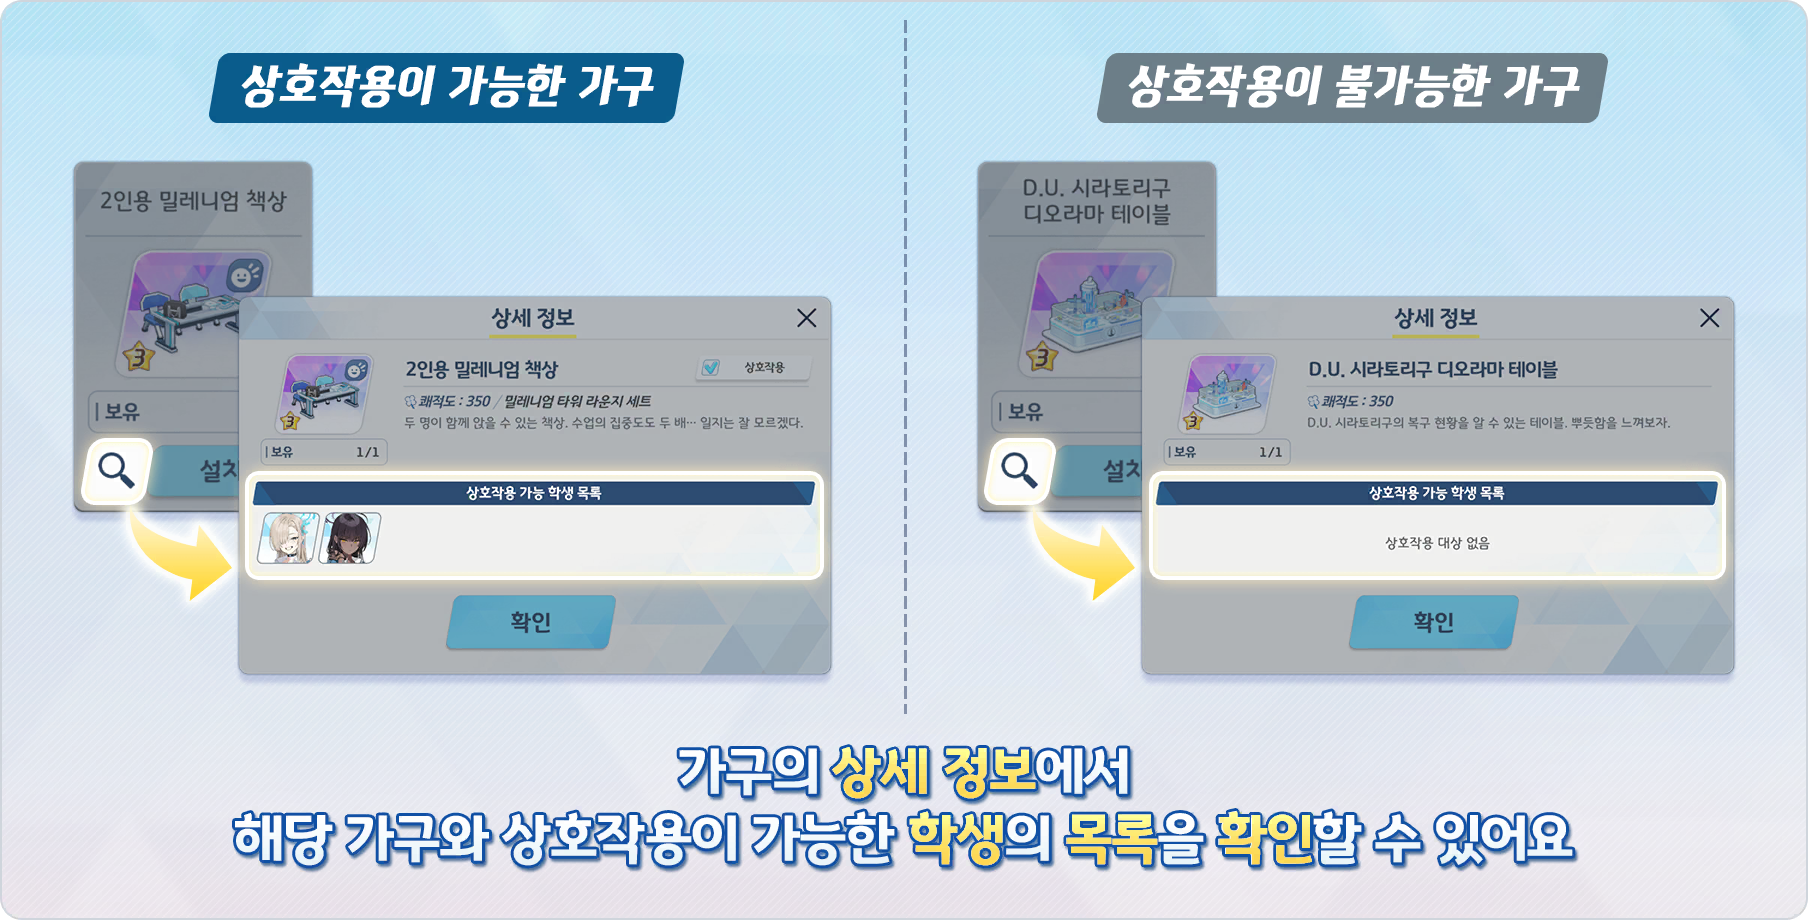 상호작용이 가능한 가구
2인용 밀레니엄 책상
3
보유
설치
상세 정보
2인용 밀레니엄 책상
상호작용
쾌적도 : 350 / 밀레니엄 타워 라운지 세트
두 명이 함께 앉을 수 있는 책상. 수업의 집중도도 두 배… 일지는 잘 모르겠다.
3
보유 1/1
상호작용 가능 학생 목록
확인
상호작용이 불가능한 가구
D.U. 시라토리구
디오라마 테이블
3
보유
설치
상세 정보
D.U. 시라토리구 디오라마 테이블
쾌적도 : 350
D.U. 시라토리구의 복구 현황을 알 수 있는 테이블. 뿌듯함을 느껴보자.
3
보유 1/1
상호작용 가능 학생 목록
상호작용 대상 없음
확인
가구의 상세 정보에서
해당 가구와 상호작용이 가능한 학생의 목록을 확인할 수 있어요